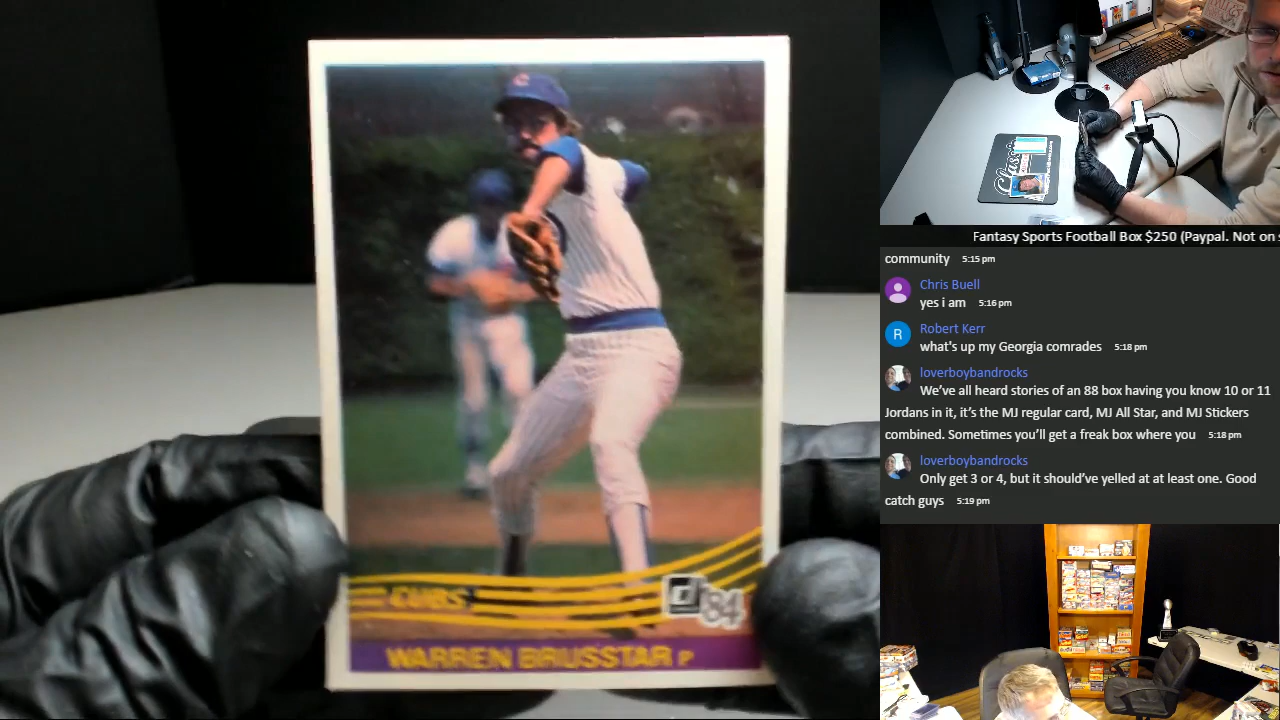 CUBS
'84
WARREN BRUSSTAR P
Classic
Fantasy Sports Football Box $250 (Paypal. Not on s
community 5:15 pm
Chris Buell
yes i am 5:16 pm
R
Robert Kerr
what's up my Georgia comrades 5:18 pm
loverboybandrocks
We've all heard stories of an 88 box having you know 10 or 11
Jordans in it, it's the MJ regular card, MJ All Star, and MJ Stickers
combined. Sometimes you'll get a freak box where you 5:18 pm
loverboybandrocks
Only get 3 or 4, but it should've yelled at at least one. Good
catch guys 5:19 pm